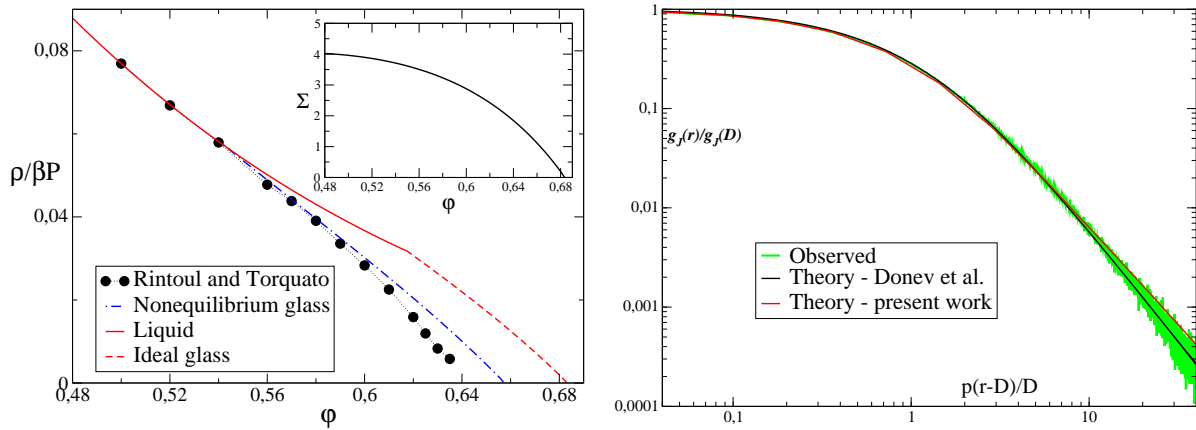 0,08
0,04
0
ρ/βP
0,48
0,52
0,56
0,6
0,64
0,68
φ
Rintoul and Torquato
Nonequilibrium glass
Liquid
Ideal glass
5
4
3
2
1
0
Σ
0,48
0,52
0,56
0,6
0,64
0,68
φ
1
0,1
0,01
0,001
0,0001
g_J(r)/g_J(D)
Observed
Theory - Donev et al.
Theory - present work
p(r-D)/D
0,1
1
10